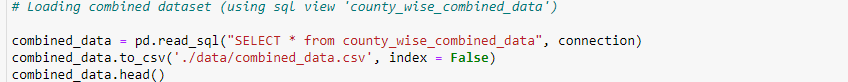 # Loading combined dataset (using sql view 'county_wise_combined_data')
combined_data = pd.read_sql("SELECT * from county_wise_combined_data", connection)
combined_data.to_csv('./data/combined_data.csv', index = False)
combined_data.head()